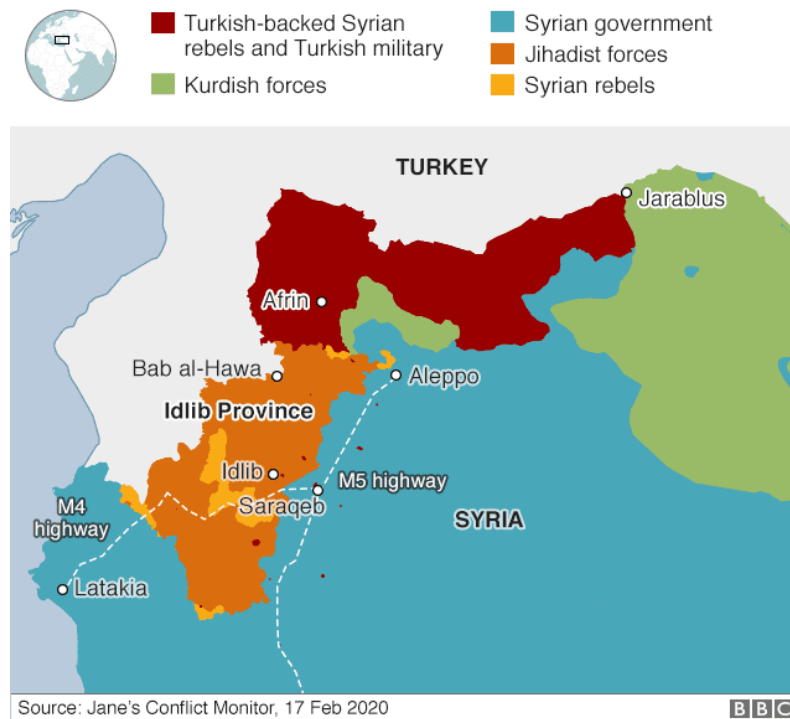 Turkish-backed Syrian
rebels and Turkish military
Kurdish forces
Syrian government
Jihadist forces
Syrian rebels
TURKEY
Jarablus
Afrin
Bab al-Hawa
Aleppo
Idlib Province
Idlib
M5 highway
Saraqeb
M4
highway
SYRIA
Latakia
Source: Jane's Conflict Monitor, 17 Feb 2020
BBC